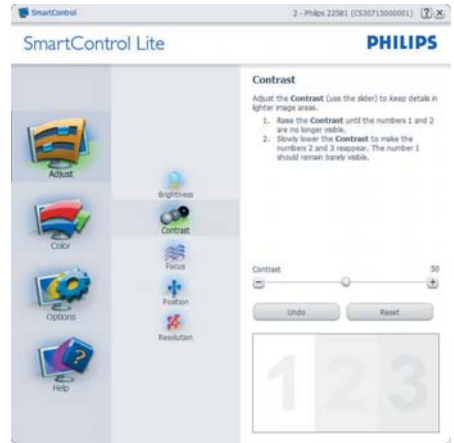 SmartControl
2 - Philips 225B1 (CS30715000001)
SmartControl Lite
PHILIPS
Adjust
Color
Options
Help
Brightness
Contrast
Focus
Position
Resolution
Contrast
Adjust the Contrast (use the slider) to keep details in
lighter image areas.
1. Raise the Contrast until the numbers 1 and 2
are no longer visible.
2. Slowly lower the Contrast to make the
numbers 2 and 3 reappear. The number 1
should remain barely visible.
Contrast
50
Undo
Reset
1 2 3